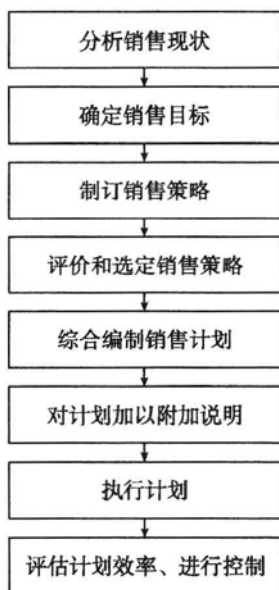 分析销售现状
确定销售目标
制订销售策略
评价和选定销售策略
综合编制销售计划
对计划加以附加说明
执行计划
评估计划效率、进行控制